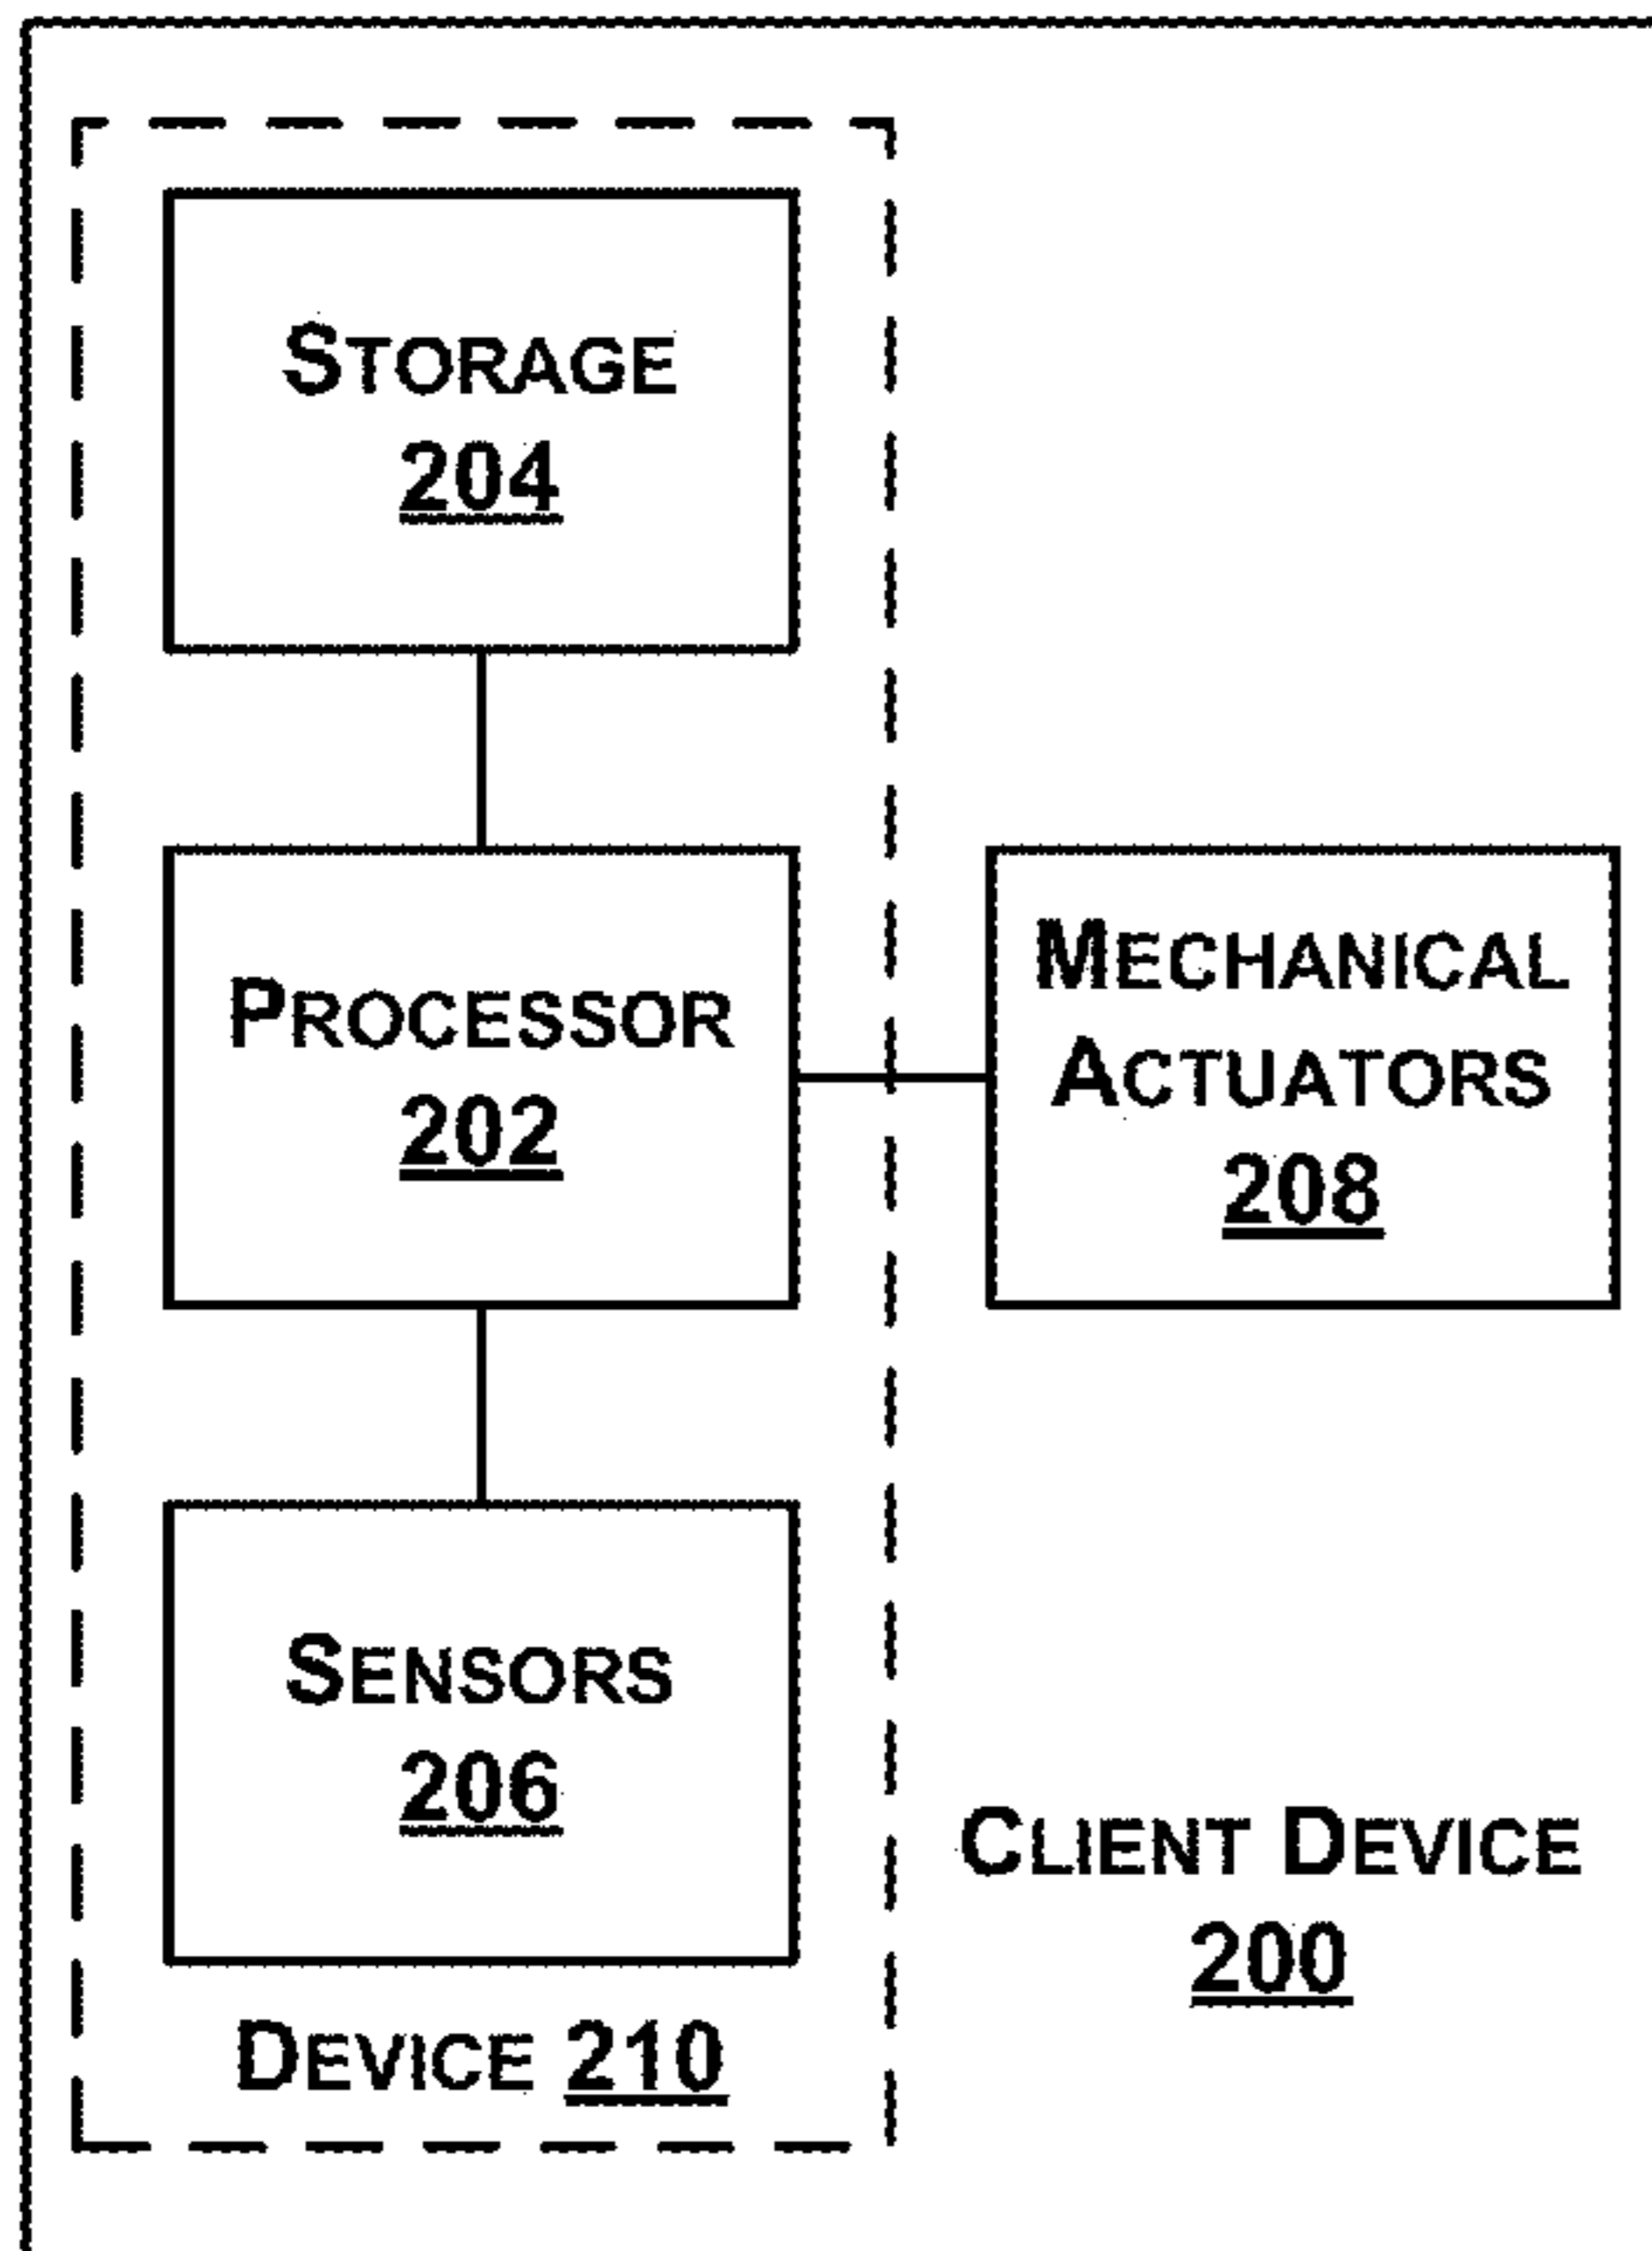 STORAGE
204
PROCESSOR
202
MECHANICAL
ACTUATORS
208
SENSORS
206
CLIENT DEVICE
200
DEVICE 210